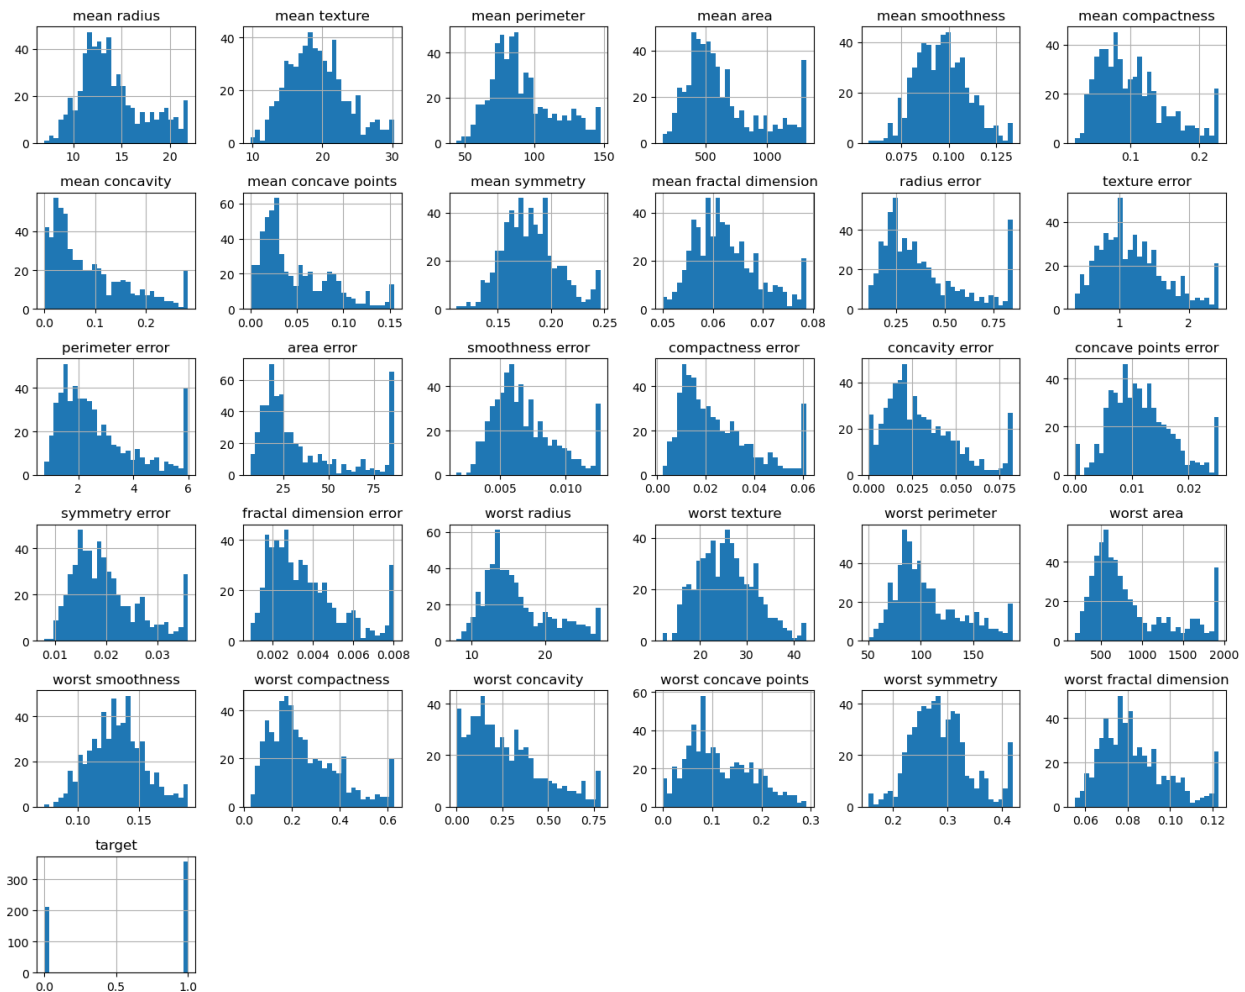 mean radius mean texture mean perimeter mean area mean smoothness mean compactness
40 40 40 40 40 40
20 20 20 20 20 20
0 0 0 0 0 0
10 15 20 10 20 30 50 100 150 500 1000 0.075 0.100 0.125 0.1 0.2
mean concavity mean concave points mean symmetry mean fractal dimension radius error texture error
40 20 0 60 40 20 0 40 20 0 40 20 0 40 20 0 40 20 0
0.0 0.1 0.2 0.00 0.05 0.10 0.15 0.15 0.20 0.25 0.05 0.06 0.07 0.08 0.25 0.50 0.75 1 2
perimeter error area error smoothness error compactness error concavity error concave points error
40 20 0 60 50 40 30 20 10 0 40 20 0 40 20 0 40 20 0 40 20 0
2 4 6 25 50 75 0.005 0.010 0.00 0.02 0.04 0.06 0.000 0.025 0.050 0.075 0.00 0.01 0.02
symmetry error fractal dimension error worst radius worst texture worst perimeter worst area
40 20 0 40 30 20 10 0 60 40 20 0 40 20 0 40 20 0 40 20 0
0.01 0.02 0.03 0.002 0.004 0.006 0.008 10 20 20 30 40 50 100 150 500 1000 1500 2000
worst smoothness worst compactness worst concavity worst concave points worst symmetry worst fractal dimension
40 20 0 40 20 0 40 20 0 60 40 20 0 40 20 0 40 20 0
0.10 0.15 0.0 0.2 0.4 0.6 0.00 0.25 0.50 0.75 0.0 0.1 0.2 0.3 0.2 0.3 0.4 0.06 0.08 0.10 0.12
target
300
200
100
0
0.0 0.5 1.0